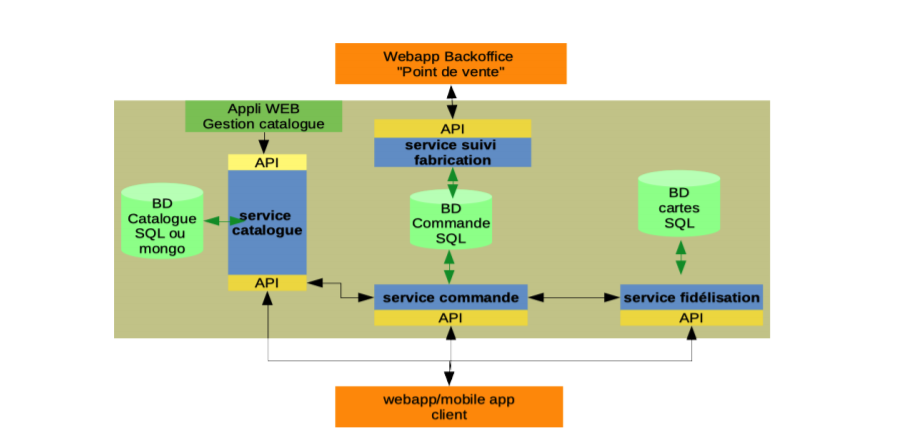 Webapp Backoffice
"Point de vente"
Appli WEB
Gestion catalogue
API
service suivi
fabrication
API
BD
Catalogue
SQL ou
mongo
service
catalogue
API
BD
Commande
SQL
BD
cartes
SQL
service commande
API
service fidélisation
API
webapp/mobile app
client